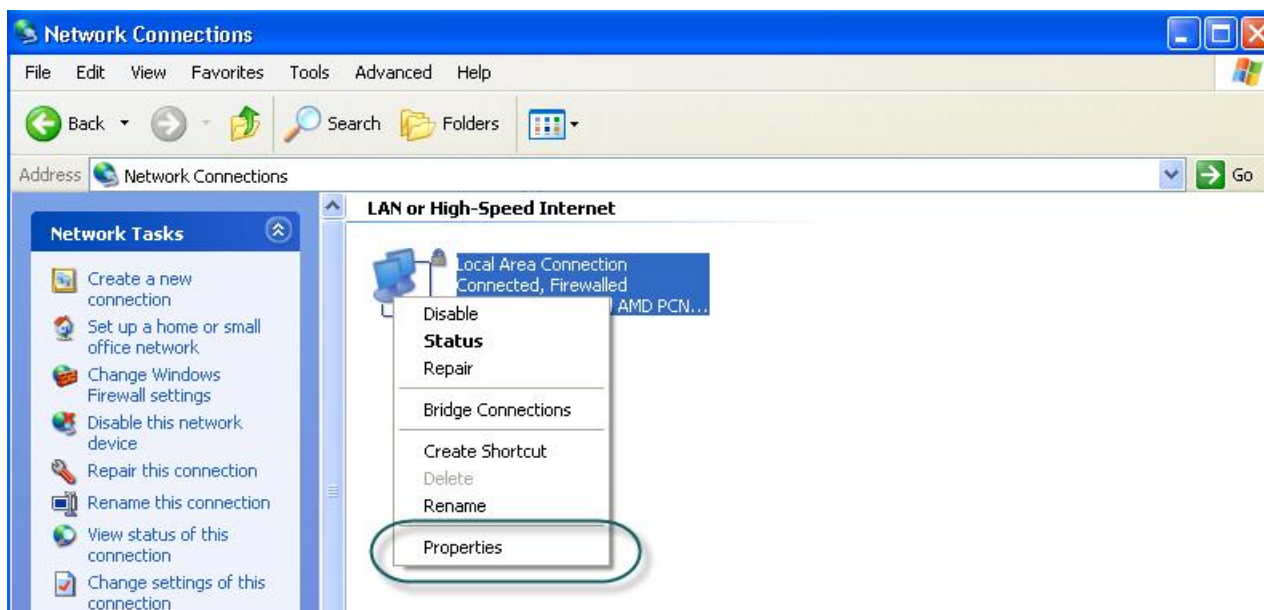 Network Connections
File Edit View Favorites Tools Advanced Help
Back Search Folders
Address Network Connections Go
LAN or High-Speed Internet
Network Tasks
Create a new
connection
Set up a home or small
office network
Change Windows
Firewall settings
Disable this network
device
Repair this connection
Rename this connection
View status of this
connection
Change settings of this
connection
Local Area Connection
Connected, Firewalled
AMD PCN...
Disable
Status
Repair
Bridge Connections
Create Shortcut
Delete
Rename
Properties